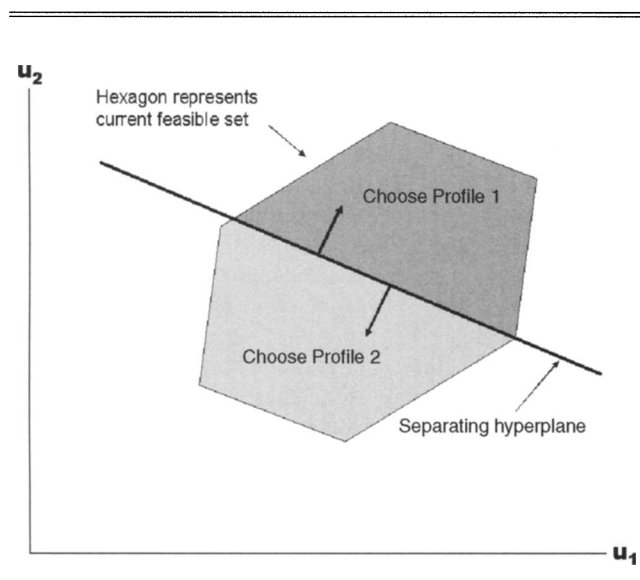 u2
Hexagon represents
current feasible set
Choose Profile 1
Choose Profile 2
Separating hyperplane
u1